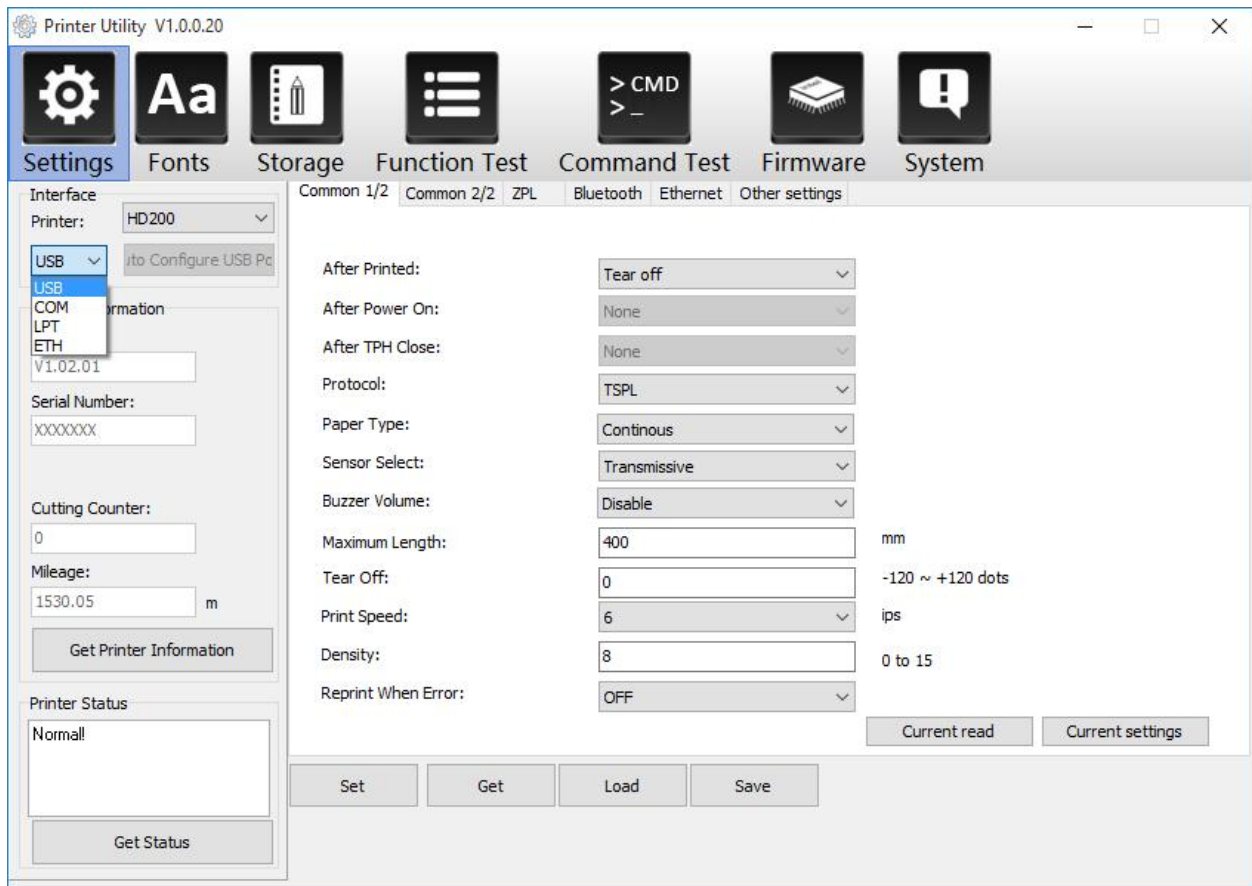 Printer Utility V1.0.0.20
> CMD
> _
Aa
Settings Fonts Storage Function Test Command Test Firmware System
Interface
Printer: HD200
USB uto Configure USB Po
USB
COM
LPT
ETH
rmation
V1.02.01
Serial Number:
XXXXXXX
Cutting Counter:
0
Mileage:
1530.05 m
Get Printer Information
Printer Status
Normal!
Get Status
Common 1/2 Common 2/2 ZPL Bluetooth Ethernet Other settings
After Printed: Tear off
After Power On: None
After TPH Close: None
Protocol: TSPL
Paper Type: Continous
Sensor Select: Transmissive
Buzzer Volume: Disable
Maximum Length: 400 mm
Tear Off: 0 -120 ~ +120 dots
Print Speed: 6 ips
Density: 8 0 to 15
Reprint When Error: OFF
Current read Current settings
Set Get Load Save